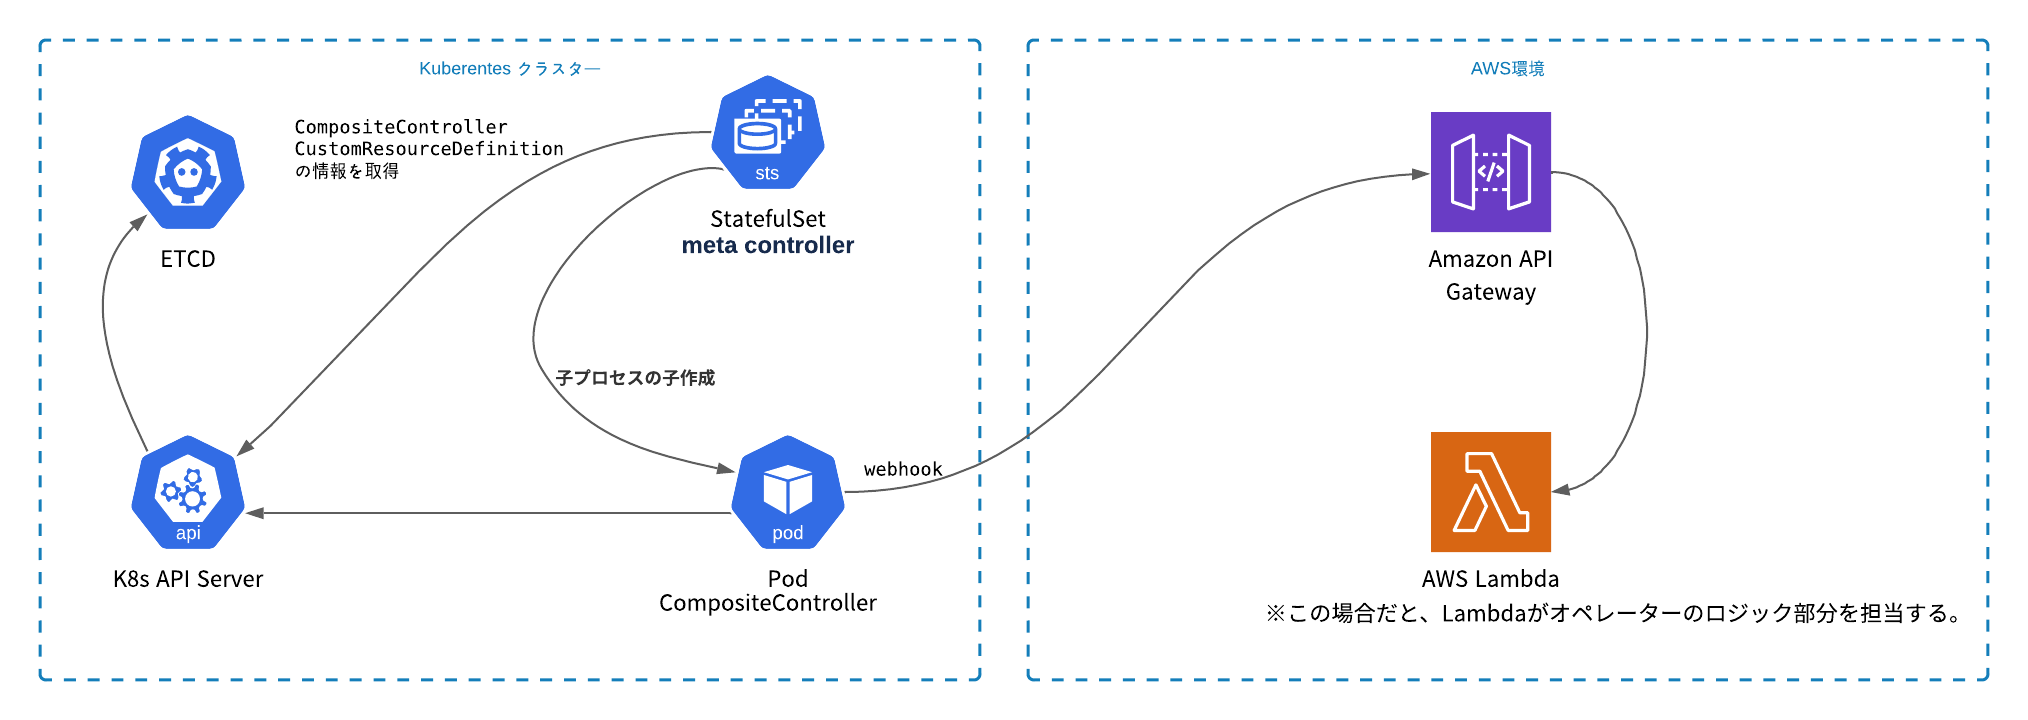 Kuberentes クラスター
AWS環境
CompositeController
CustomResourceDefinition
の情報を取得
sts
StatefulSet
meta controller
ETCD
Amazon API
Gateway
子プロセスの子作成
webhook
api
pod
K8s API Server
Pod
CompositeController
AWS Lambda
※この場合だと、Lambdaがオペレーターのロジック部分を担当する。